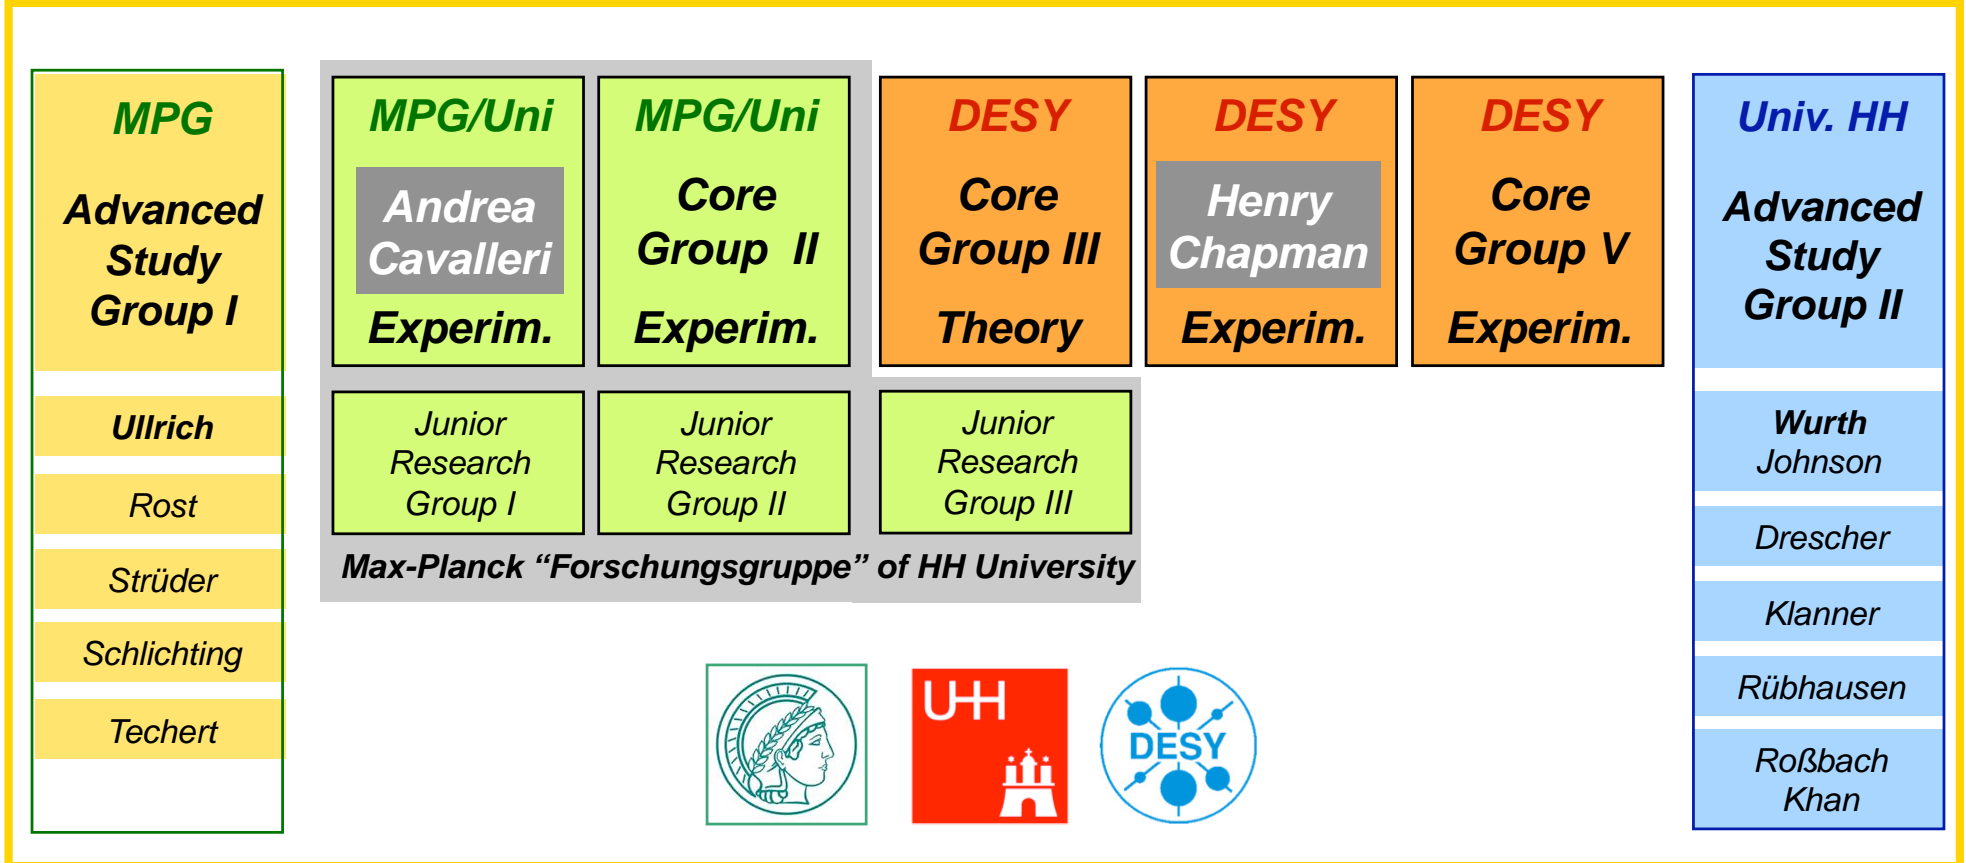 MPG
Advanced
Study
Group I
Ullrich
Rost
Strüder
Schlichting
Techert
MPG/Uni
Andrea
Cavalleri
Experim.
MPG/Uni
Core
Group II
Experim.
DESY
Core
Group III
Theory
DESY
Henry
Chapman
Experim.
DESY
Core
Group V
Experim.
Junior
Research
Group I
Junior
Research
Group II
Junior
Research
Group III
Max-Planck “Forschungsgruppe” of HH University
UHH
DESY
Univ. HH
Advanced
Study
Group II
Wurth
Johnson
Drescher
Klanner
Rübhausen
Roßbach
Khan